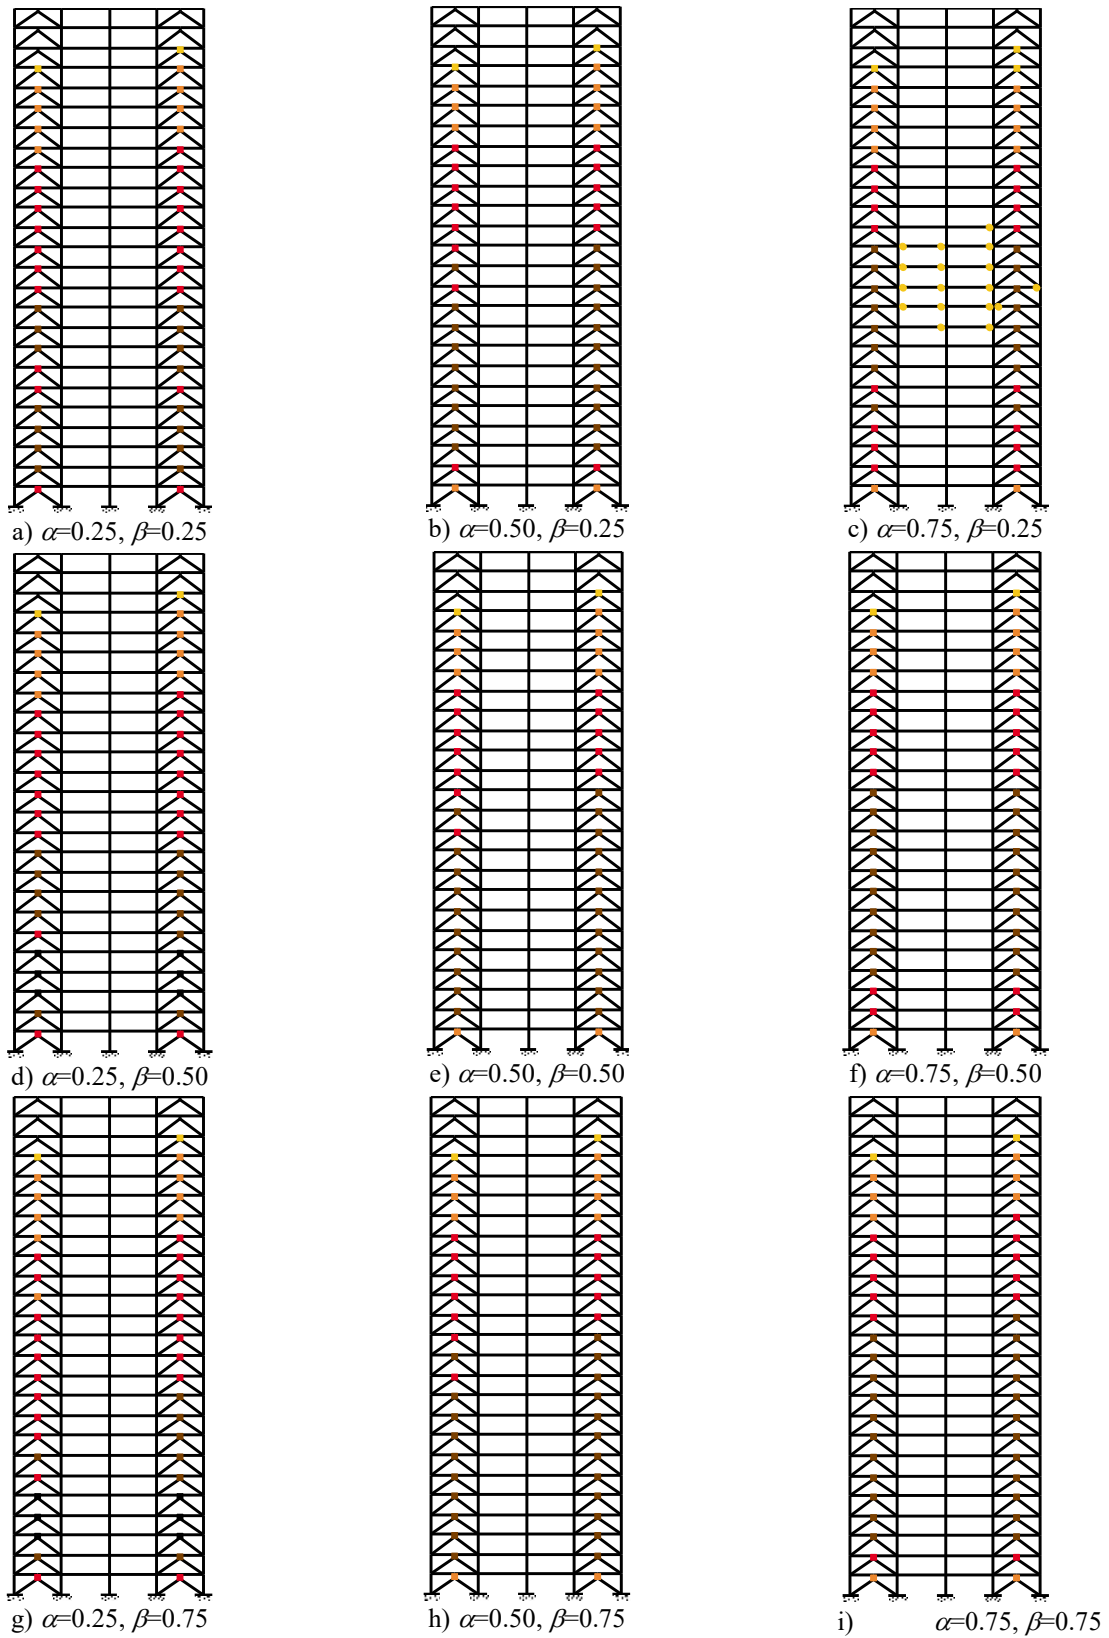 a) α=0.25, β=0.25
b) α=0.50, β=0.25
c) α=0.75, β=0.25
d) α=0.25, β=0.50
e) α=0.50, β=0.50
f) α=0.75, β=0.50
g) α=0.25, β=0.75
h) α=0.50, β=0.75
i) α=0.75, β=0.75